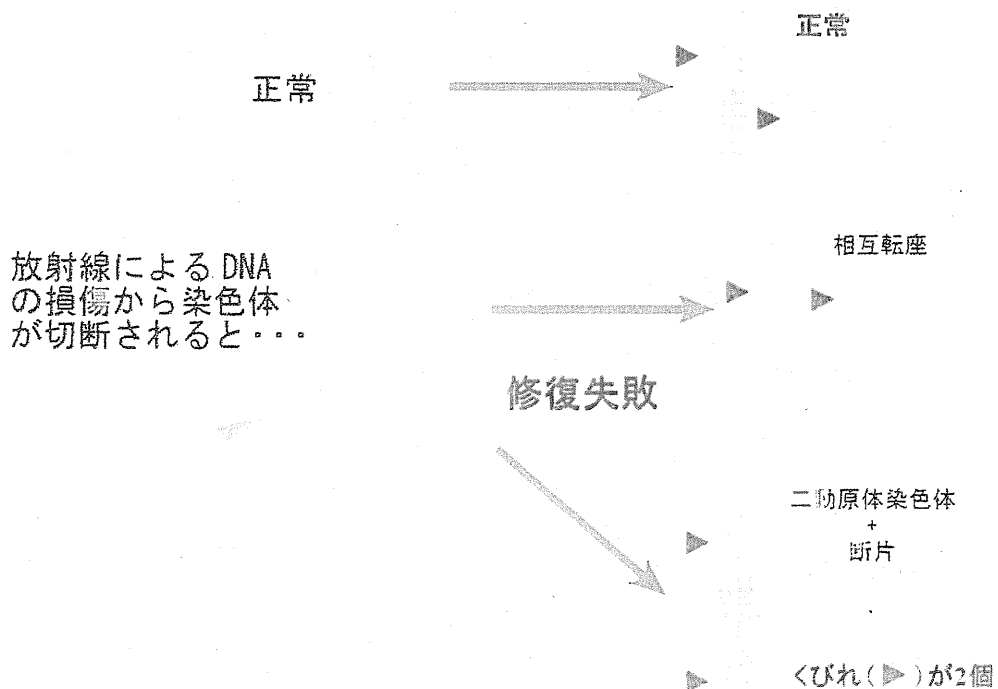 正常
正常
放射線によるDNA
の損傷から染色体
が切断されると・・・
相互転座
修復失敗
二動原体染色体
+
断片
くびれ(▶)が2個